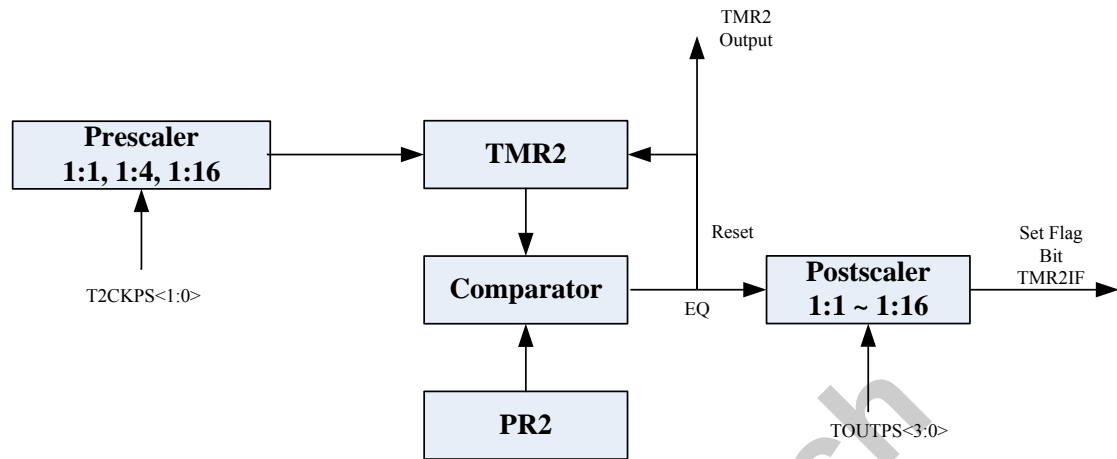 TMR2
Output
Prescaler
1:1, 1:4, 1:16
TMR2
Reset
Set Flag
Bit
TMR2IF
T2CKPS<1:0>
Comparator
EQ
Postscaler
1:1 ~ 1:16
PR2
TOUTPS<3:0>